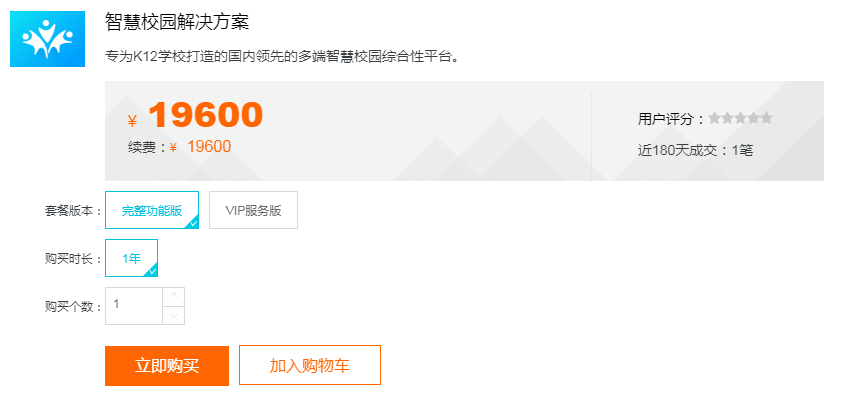 智慧校园解决方案
专为K12学校打造的国内领先的多端智慧校园综合性平台。
¥ 19600
续费：¥ 19600
用户评分：
近180天成交：1笔
套餐版本： 完整功能版 VIP服务版
购买时长： 1年
购买个数： 1
立即购买 加入购物车